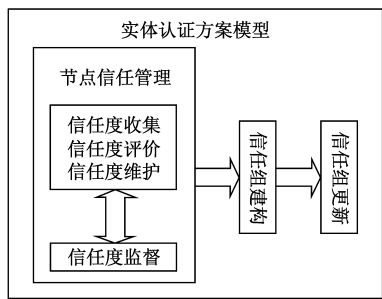 实体认证方案模型
节点信任管理
信任度收集
信任度评价
信任度维护
信任度监督
信任组建构
信任组更新